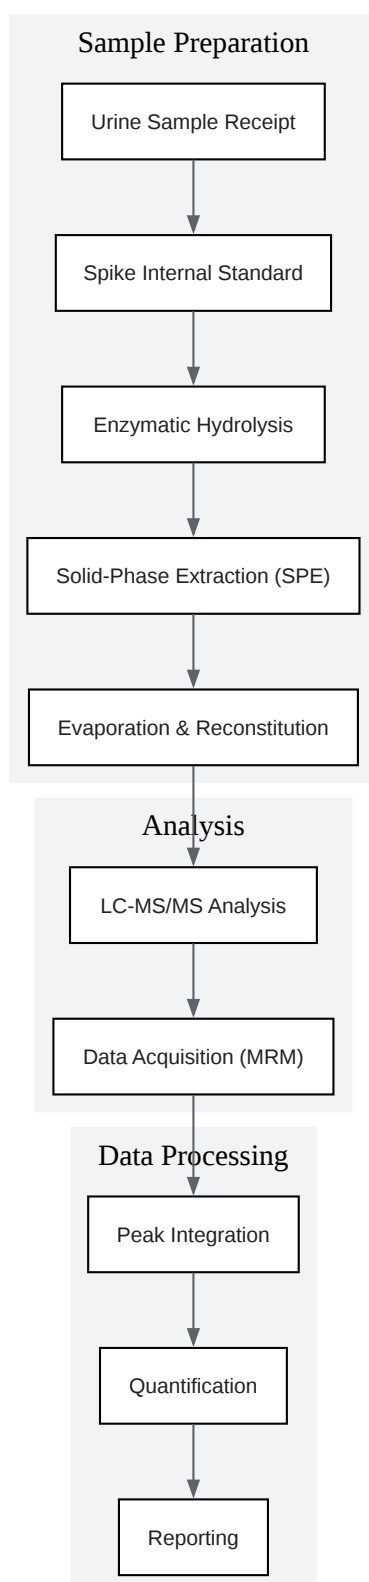 Sample Preparation
Urine Sample Receipt
Spike Internal Standard
Enzymatic Hydrolysis
Solid-Phase Extraction (SPE)
Evaporation & Reconstitution
Analysis
LC-MS/MS Analysis
Data Acquisition (MRM)
Data Processing
Peak Integration
Quantification
Reporting